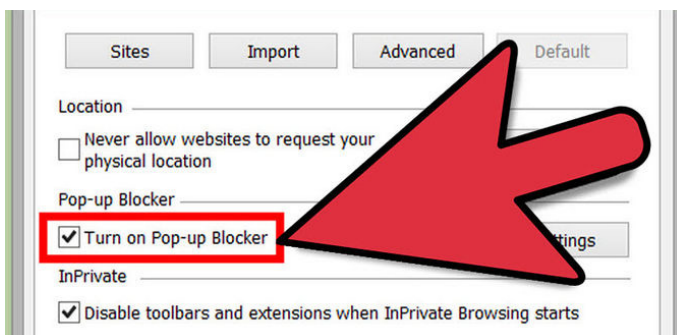 Sites Import Advanced Default
Location
Never allow websites to request your
physical location
Pop-up Blocker
Turn on Pop-up Blocker
InPrivate
Disable toolbars and extensions when InPrivate Browsing starts